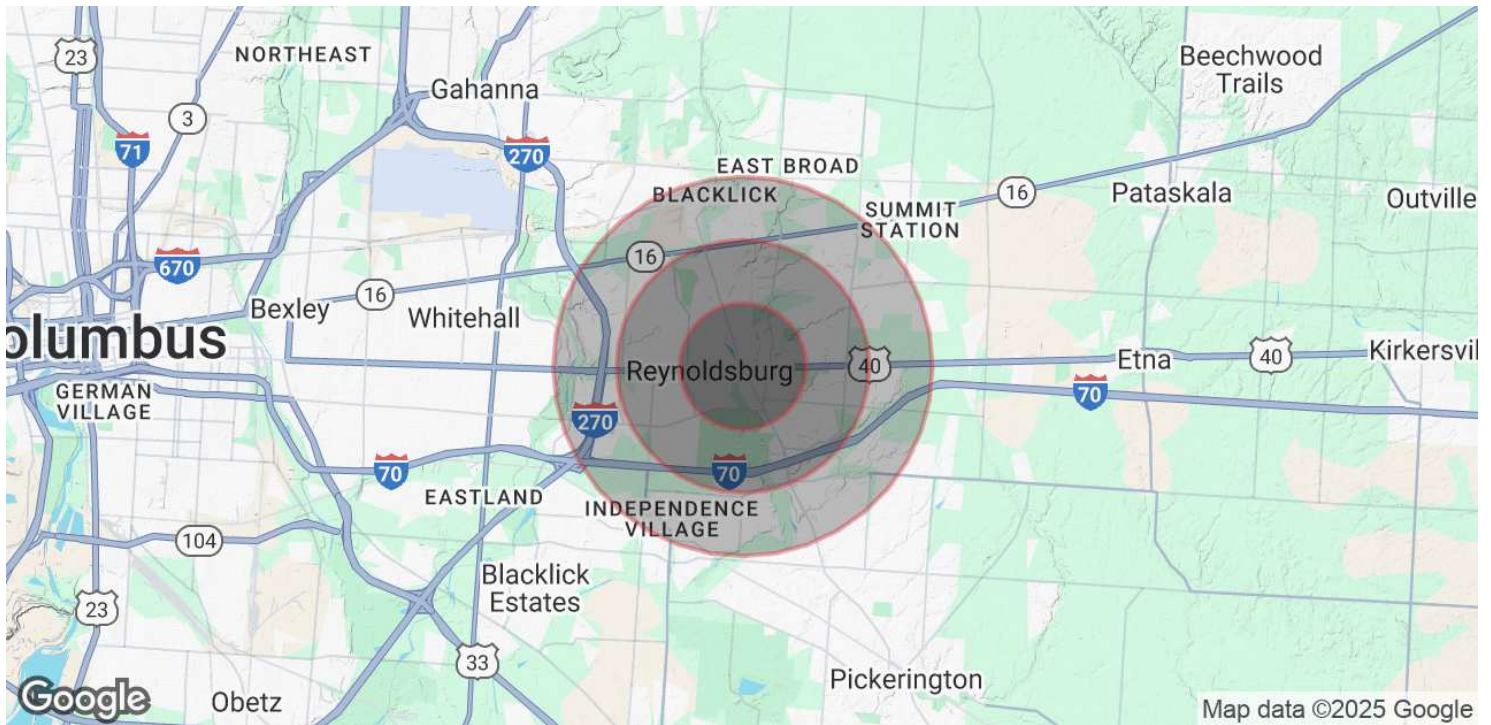 23
NORTHEAST
Beechwood
Trails
Gahanna
3
71
270
EAST BROAD
BLACKLICK
16
Pataskala
Outville
SUMMIT
STATION
16
670
16
Bexley
Whitehall
olumbus
Reynoldsburg
40
Etna
40
Kirkersvil
GERMAN
VILLAGE
270
70
70
70
EASTLAND
INDEPENDENCE
VILLAGE
104
Blacklick
Estates
23
33
Pickerington
Google
Obetz
Map data ©2025 Google